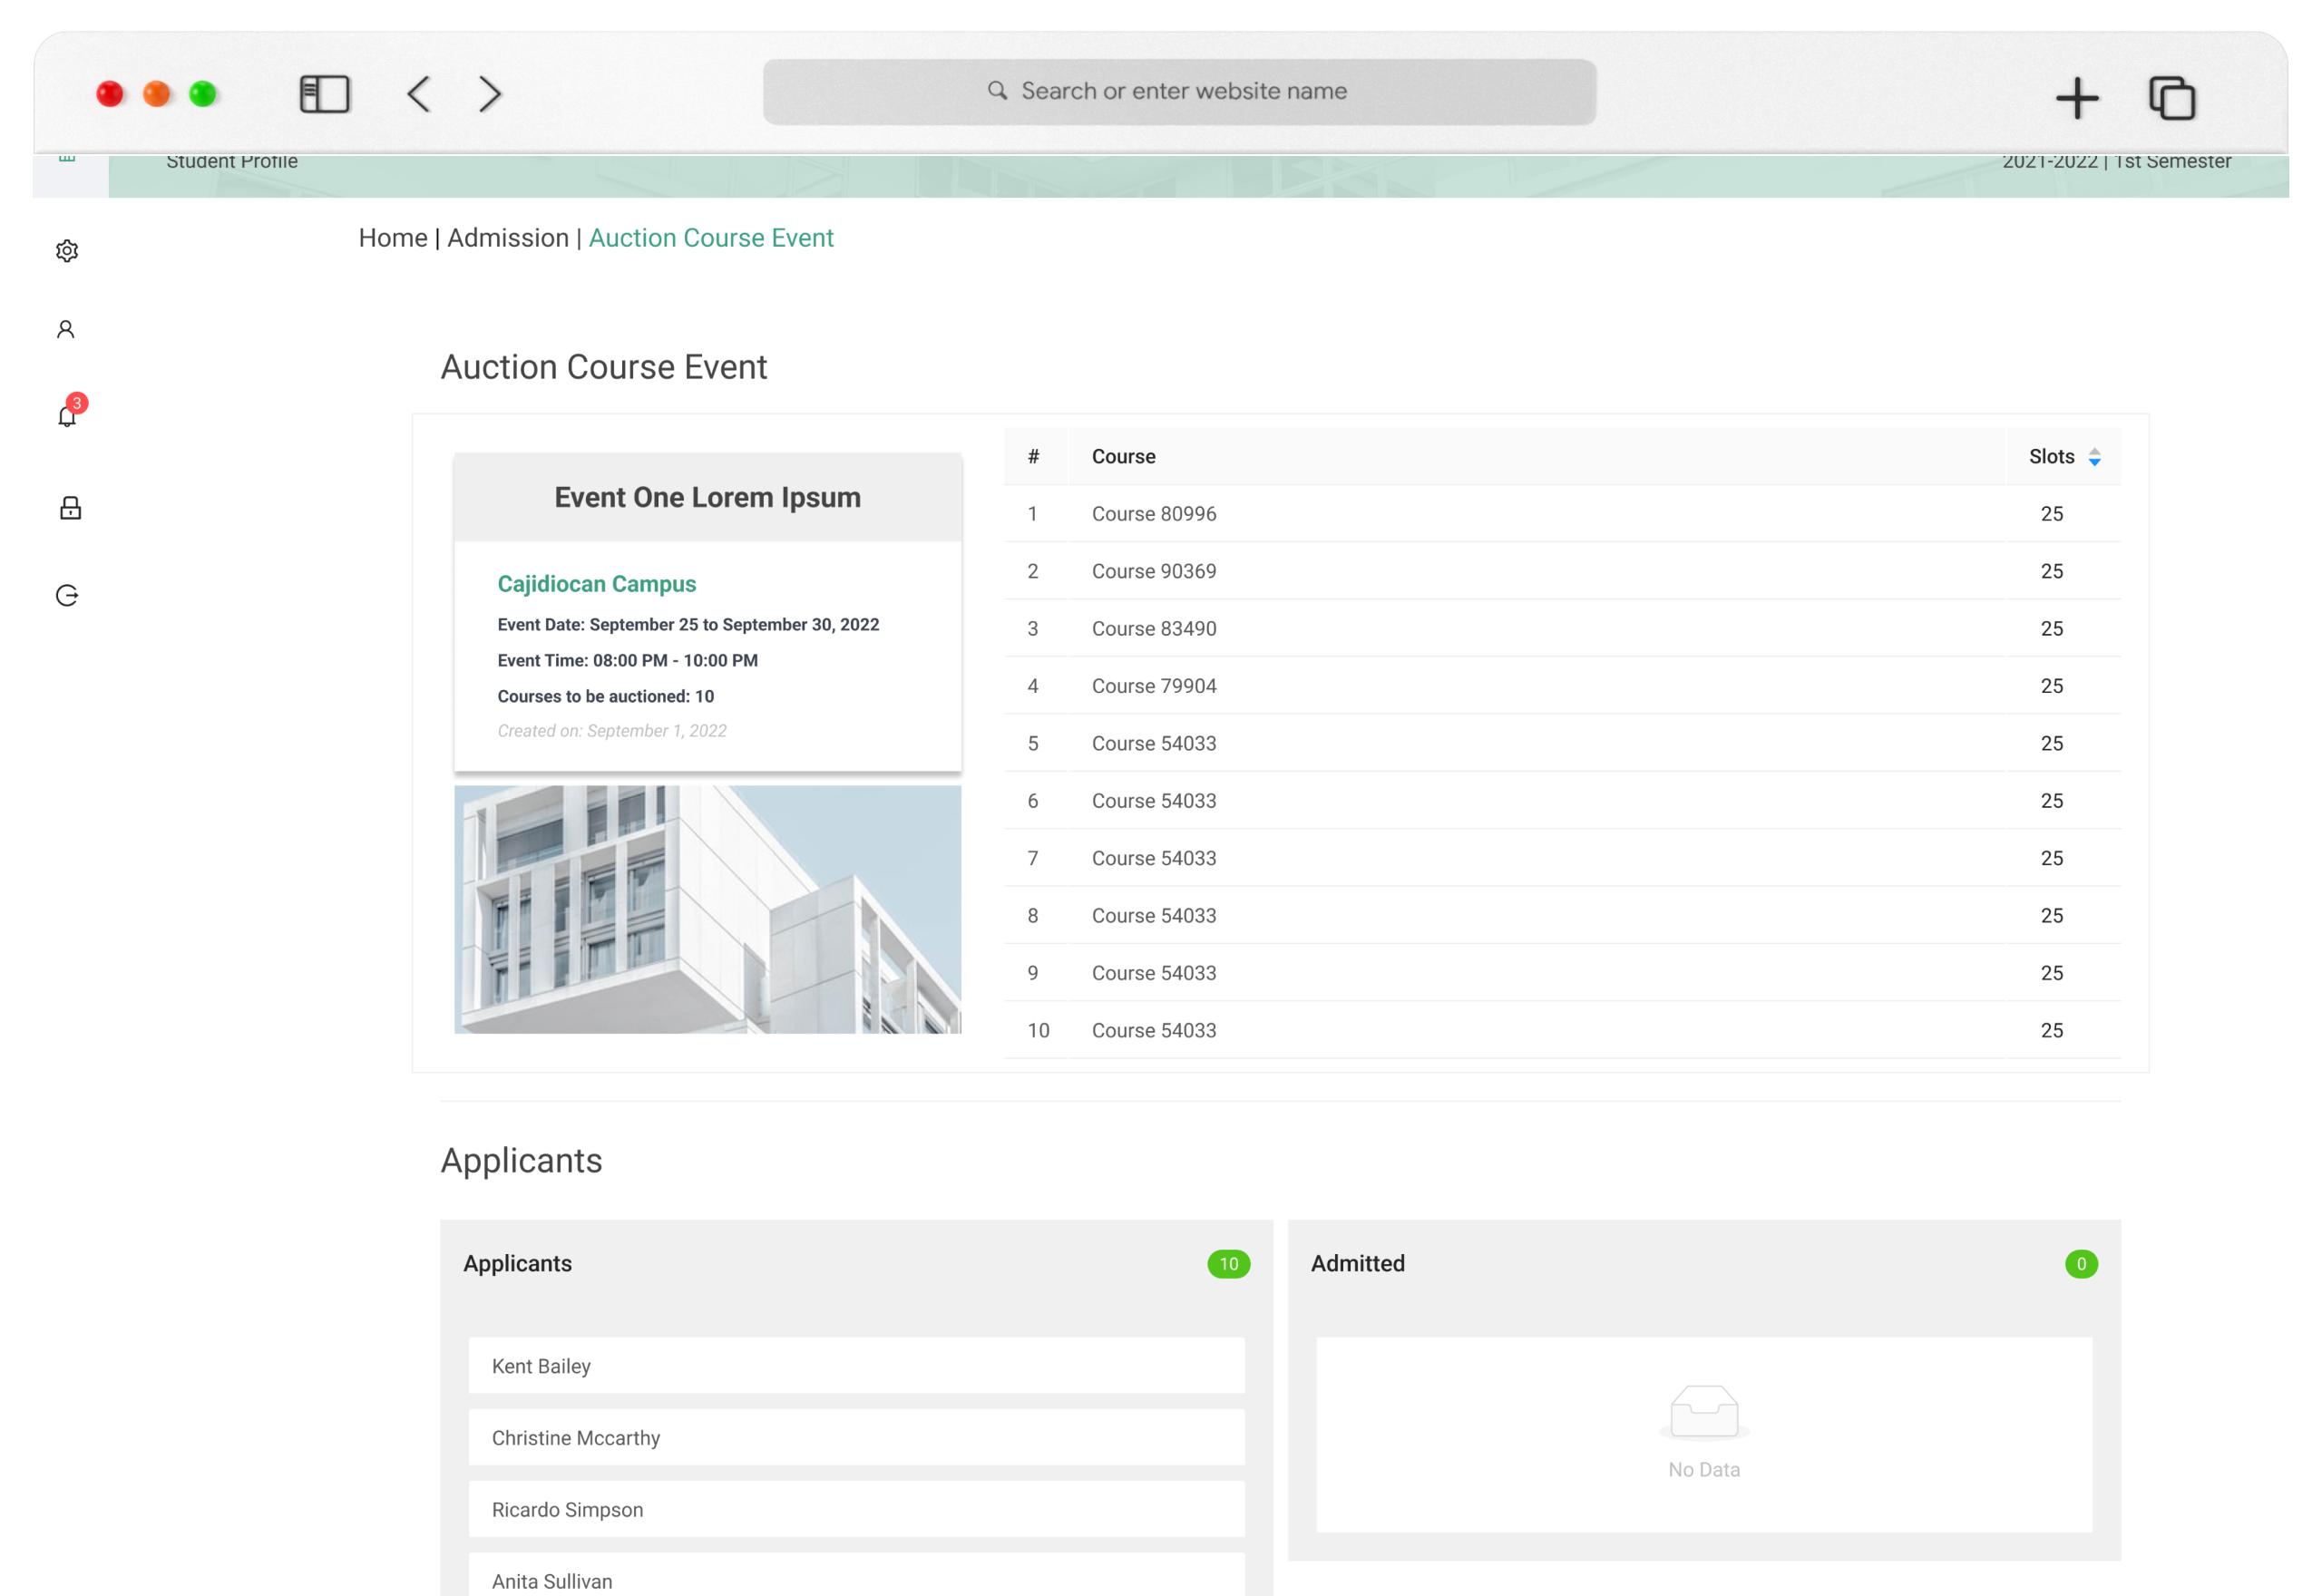 Search or enter website name
Student Profile
2021-2022 | 1st Semester
Home | Admission | Auction Course Event
3
Auction Course Event
Event One Lorem Ipsum
Cajidiocan Campus
Event Date: September 25 to September 30, 2022
Event Time: 08:00 PM - 10:00 PM
Courses to be auctioned: 10
Created on: September 1, 2022
# Course Slots
1 Course 80996 25
2 Course 90369 25
3 Course 83490 25
4 Course 79904 25
5 Course 54033 25
6 Course 54033 25
7 Course 54033 25
8 Course 54033 25
9 Course 54033 25
10 Course 54033 25
Applicants
Applicants 10
Kent Bailey
Christine Mccarthy
Ricardo Simpson
Anita Sullivan
Admitted 0
No Data